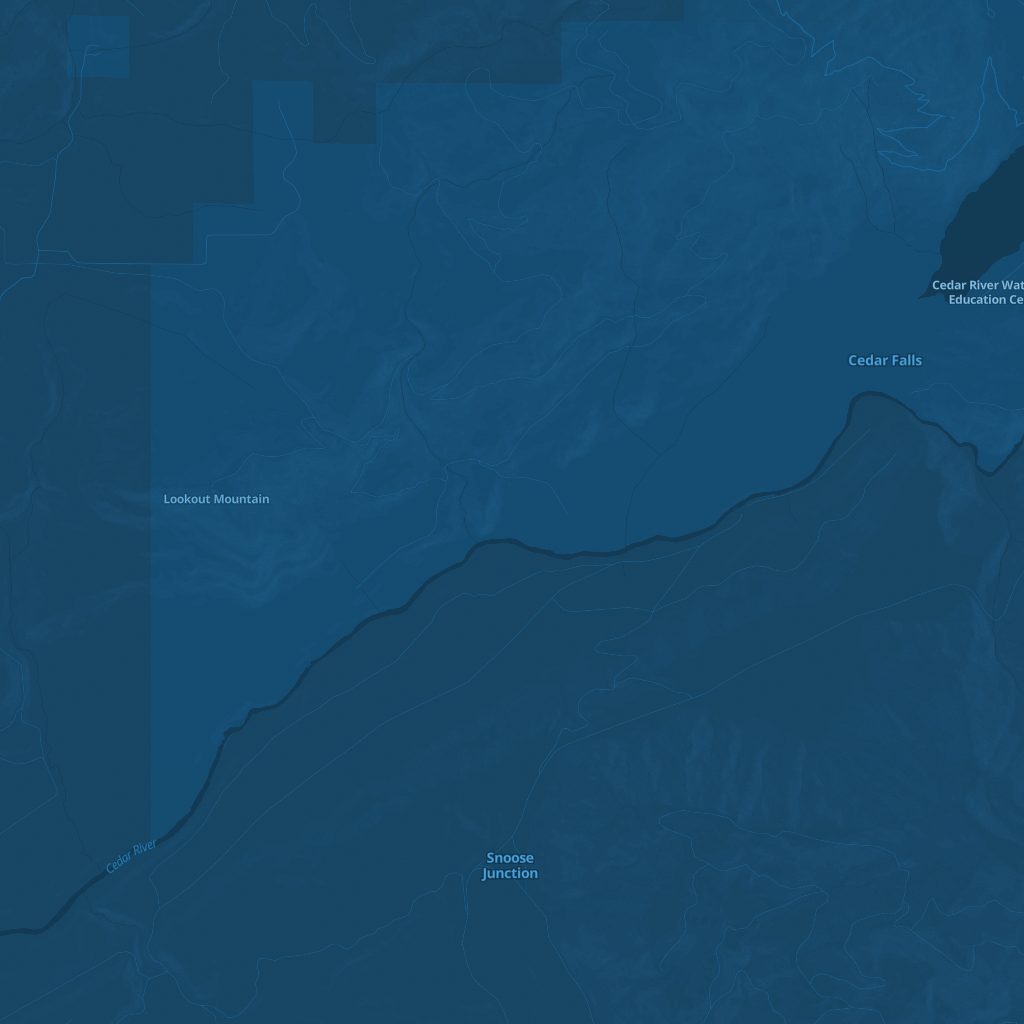 Cedar River Wat
Education Ce
Cedar Falls
Lookout Mountain
Cedar River
Snoose
Junction